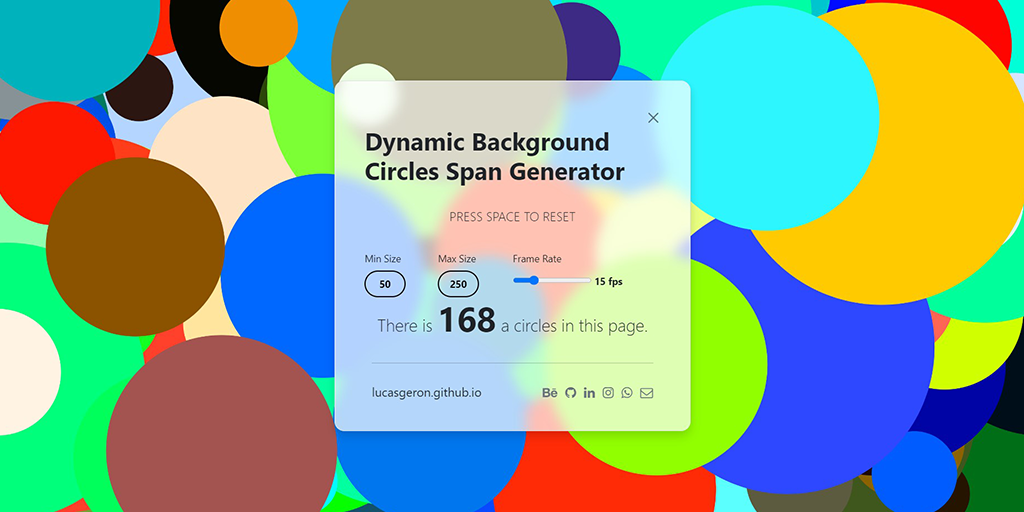 Dynamic Background
Circles Span Generator
PRESS SPACE TO RESET
Min Size Max Size Frame Rate
50 250 15 fps
There is 168 a circles in this page.
lucasgeron.github.io Bē